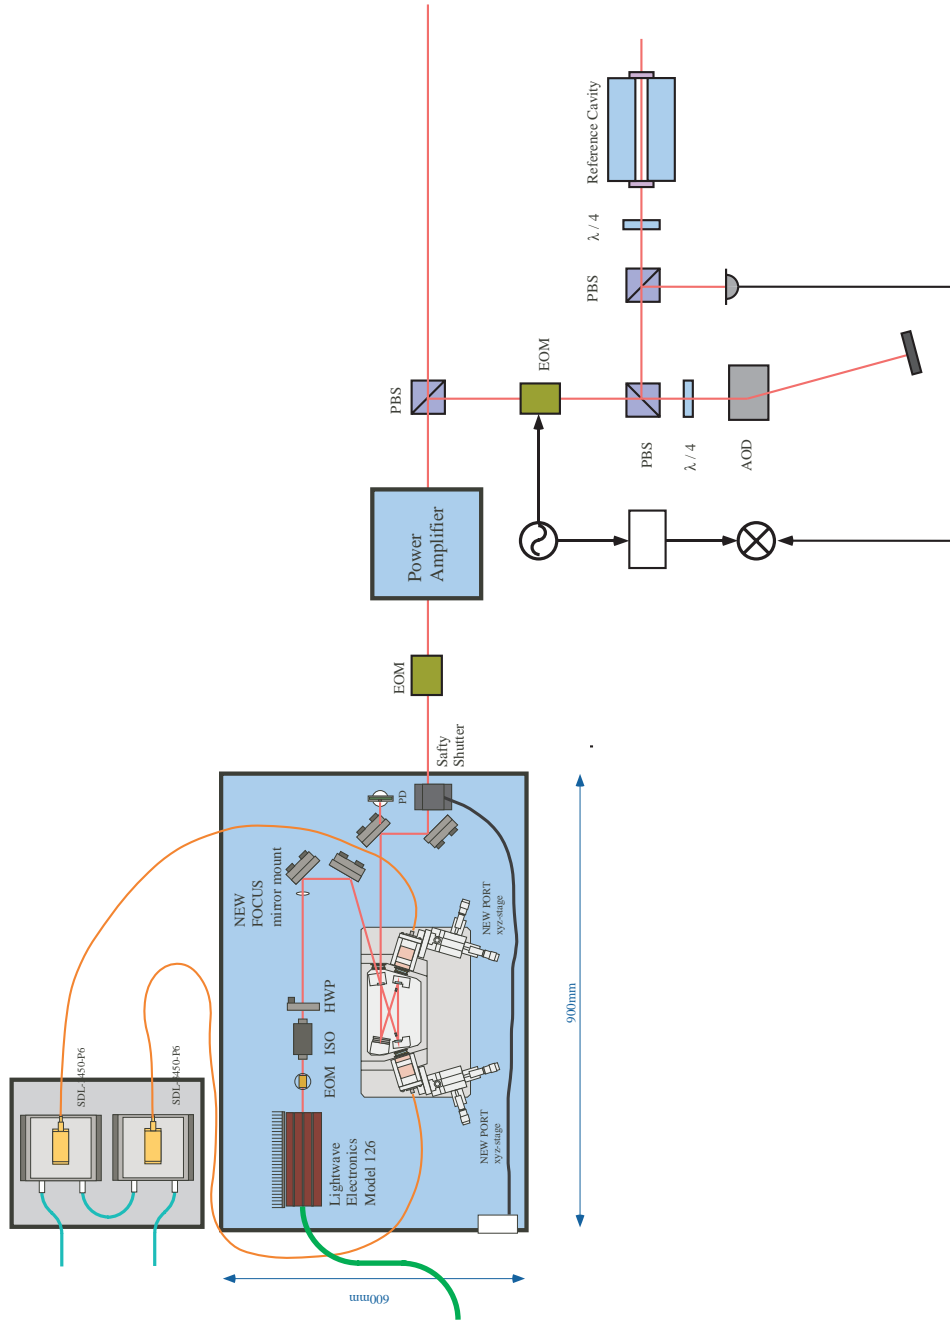 Reference Cavity
λ / 4
PBS
EOM
PBS
PBS
λ / 4
AOD
Power
Amplifier
EOM
Safty
Shutter
PD
NEW
FOCUS
mirror mount
NEW PORT
xyz-stage
HWP
ISO
EOM
900mm
SDL-3450-P6
SDL-3450-P6
Lightwave
Electronics
Model 126
NEW PORT
xyz-stage
600mm